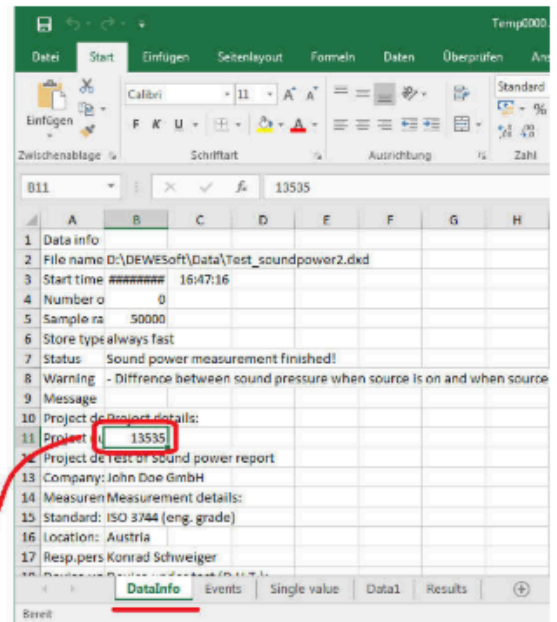 Temp0000.
Datei Start Einfügen Seitenlayout Formeln Daten Überprüfen Ans
Einfügen
Calibri 11 A A
Standard
F K U A
%
Zwischenablage Schriftart Ausrichtung Zahl
B11 fx 13535
A B C D E F G H
1 Data info
2 File name D:\DEWESoft\Data\Test_soundpower2.dxd
3 Start time ######## 16:47:16
4 Number o 0
5 Sample ra 50000
6 Store type always fast
7 Status Sound power measurement finished!
8 Warning - Diffrence between sound pressure when source is on and when source
9 Message
10 Project de Project details:
11 Project 13535
12 Project de Test of Sound power report
13 Company: John Doe GmbH
14 Measuren Measurement details:
15 Standard: ISO 3744 (eng. grade)
16 Location: Austria
17 Resp.pers Konrad Schweiger
DataInfo Events Single value Data1 Results
Bereit